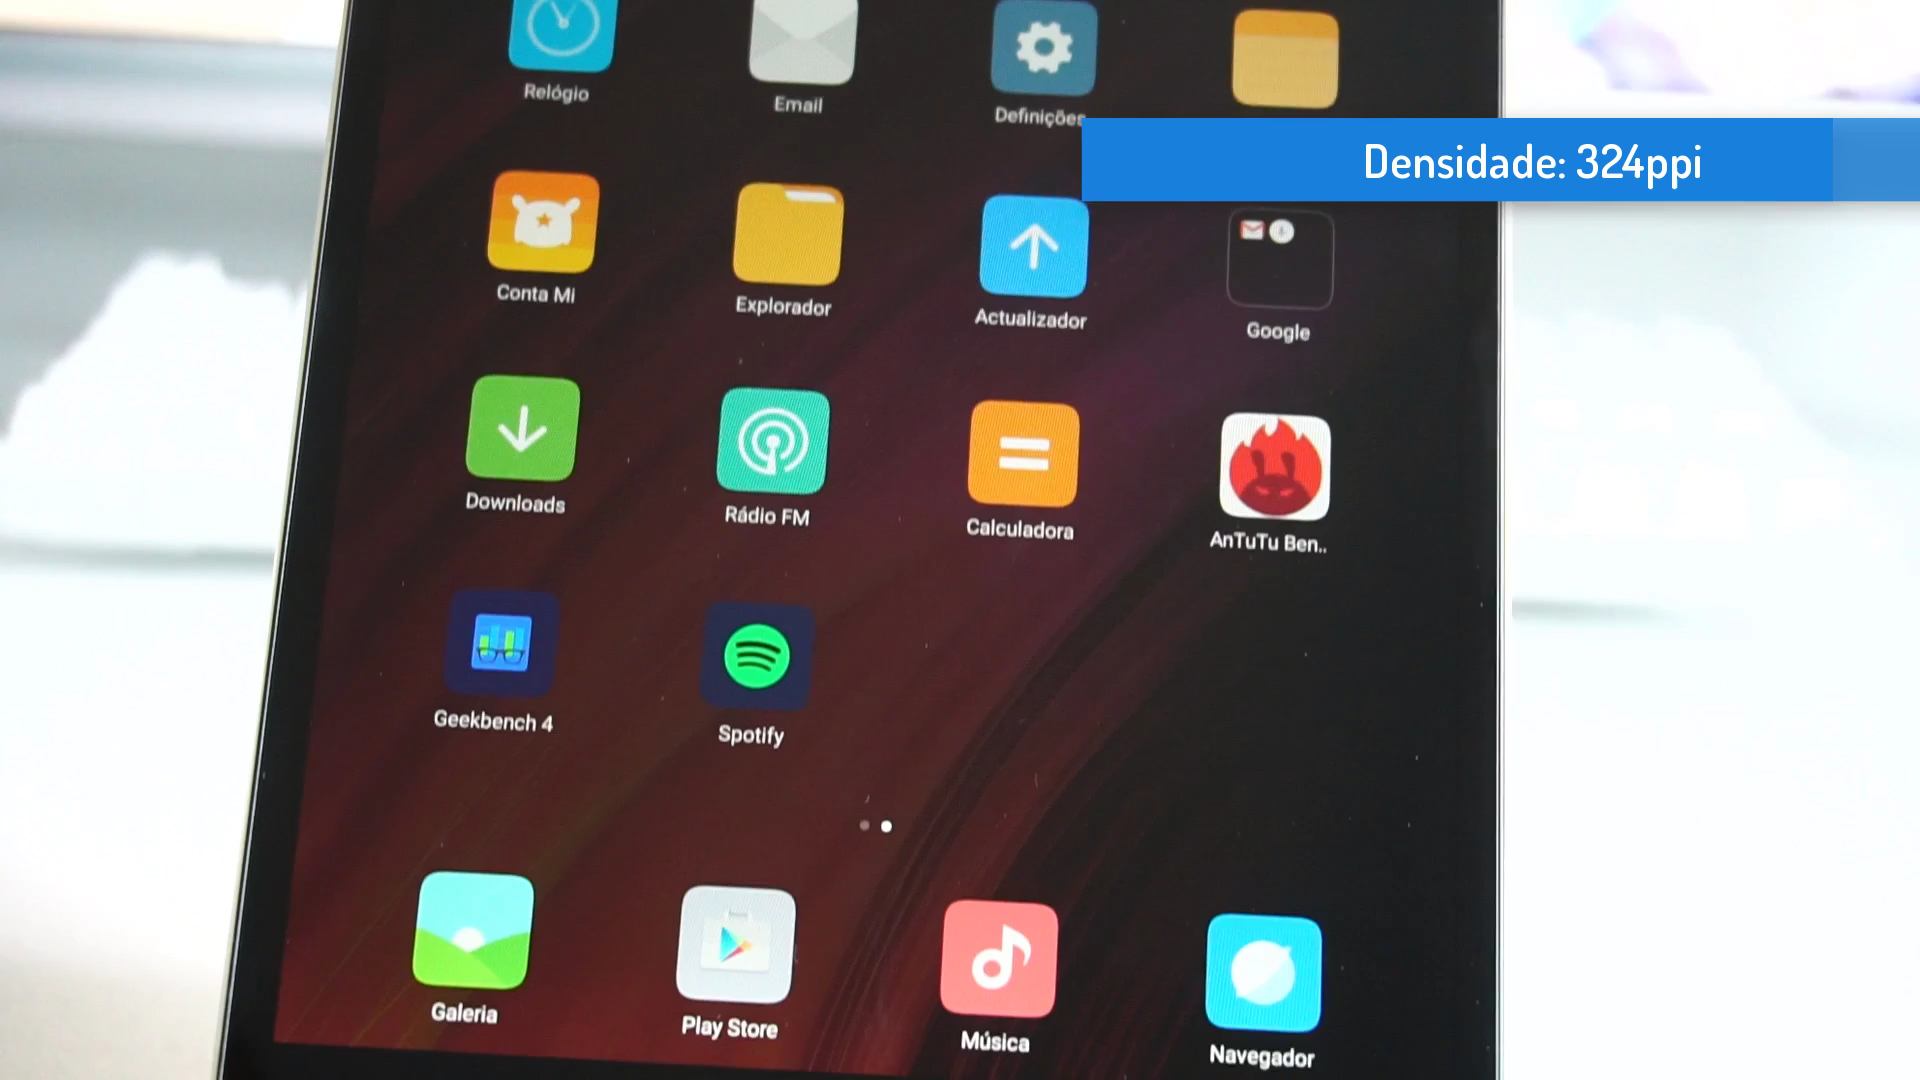 Relógio
Email
Definições
Densidade: 324ppi
Conta Mi
Explorador
Actualizador
Google
Downloads
Rádio FM
Calculadora
AnTuTu Ben..
Geekbench 4
Spotify
Galeria
Play Store
Música
Navegador